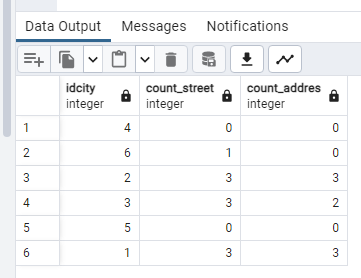 Data Output Messages Notifications
idcity count_street count_addres
integer integer integer
1 4 0 0
2 6 1 0
3 2 3 3
4 3 3 2
5 5 0 0
6 1 3 3